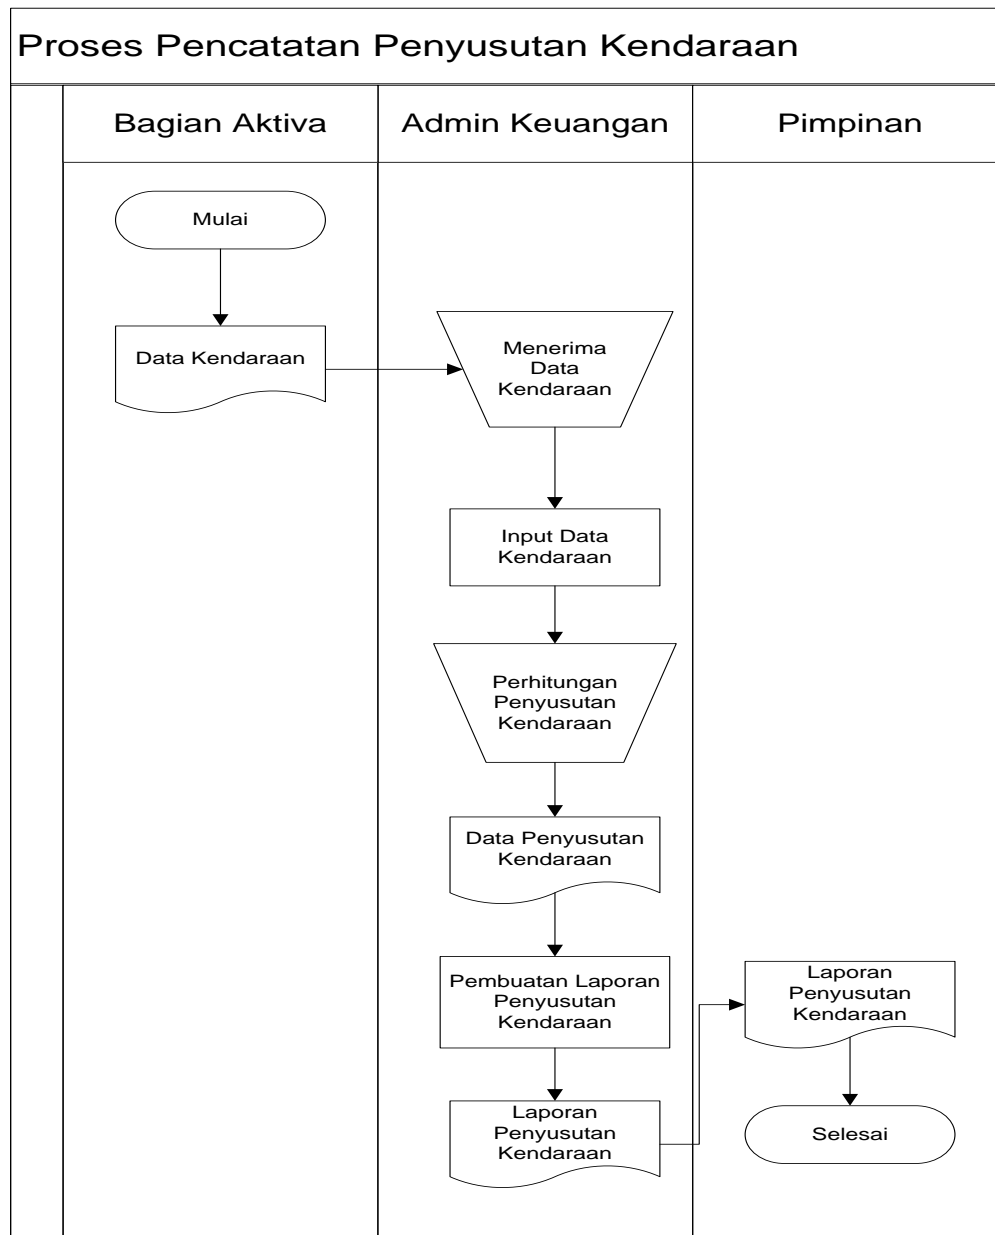 Proses Pencatatan Penyusutan Kendaraan
Bagian Aktiva
Admin Keuangan
Pimpinan
Mulai
Data Kendaraan
Menerima
Data
Kendaraan
Input Data
Kendaraan
Perhitungan
Penyusutan
Kendaraan
Data Penyusutan
Kendaraan
Pembuatan Laporan
Penyusutan
Kendaraan
Laporan
Penyusutan
Kendaraan
Laporan
Penyusutan
Kendaraan
Selesai